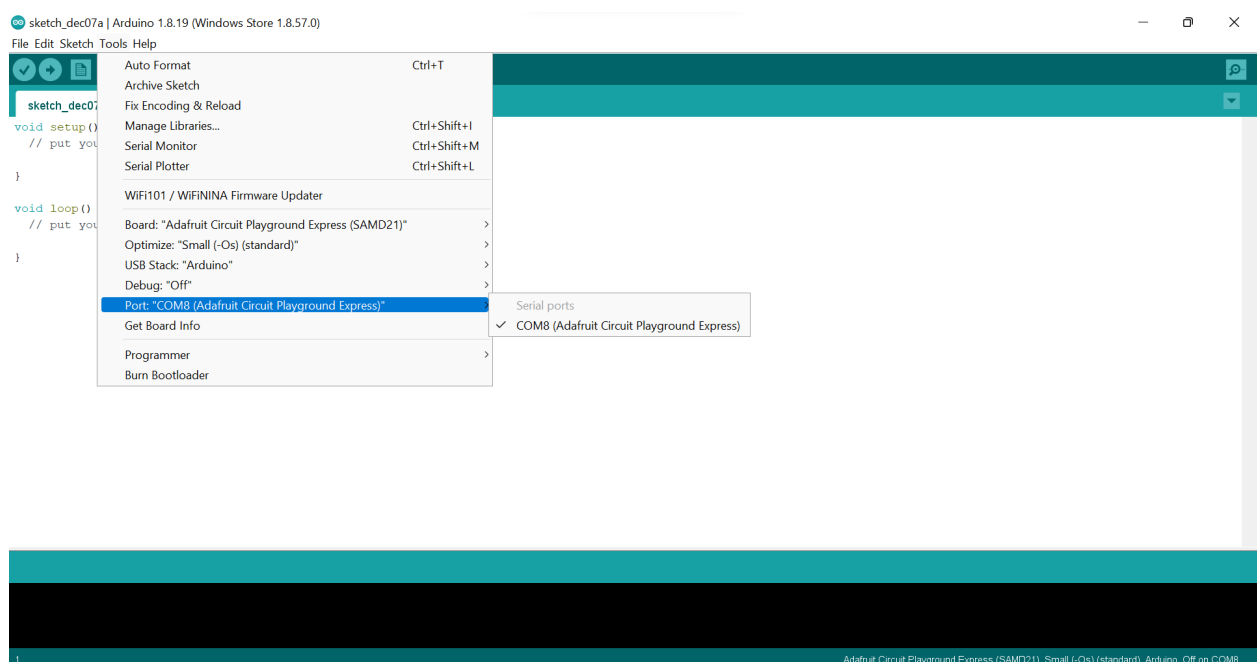 sketch_dec07a | Arduino 1.8.19 (Windows Store 1.8.57.0)
File Edit Sketch Tools Help
sketch_dec07
void setup()
// put you
}
void loop()
// put you
}
Auto Format Ctrl+T
Archive Sketch
Fix Encoding & Reload
Manage Libraries... Ctrl+Shift+I
Serial Monitor Ctrl+Shift+M
Serial Plotter Ctrl+Shift+L
WiFi101 / WiFiNINA Firmware Updater
Board: "Adafruit Circuit Playground Express (SAMD21)"
Optimize: "Small (-Os) (standard)"
USB Stack: "Arduino"
Debug: "Off"
Port: "COM8 (Adafruit Circuit Playground Express)"
Get Board Info
Programmer
Burn Bootloader
Serial ports
COM8 (Adafruit Circuit Playground Express)
1 Adafruit Circuit Playground Express (SAMD21), Small (-Os) (standard), Arduino, Off on COM8